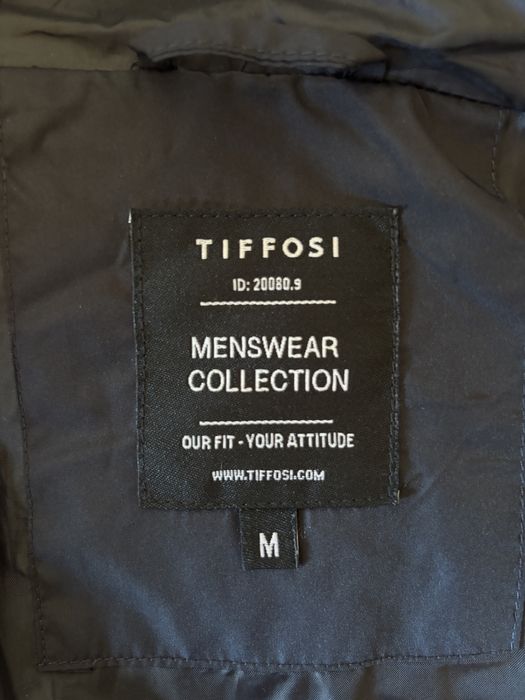 TIFFOSI
ID: 20080.9
MENSWEAR
COLLECTION
OUR FIT - YOUR ATTITUDE
WWW.TIFFOSI.COM
M